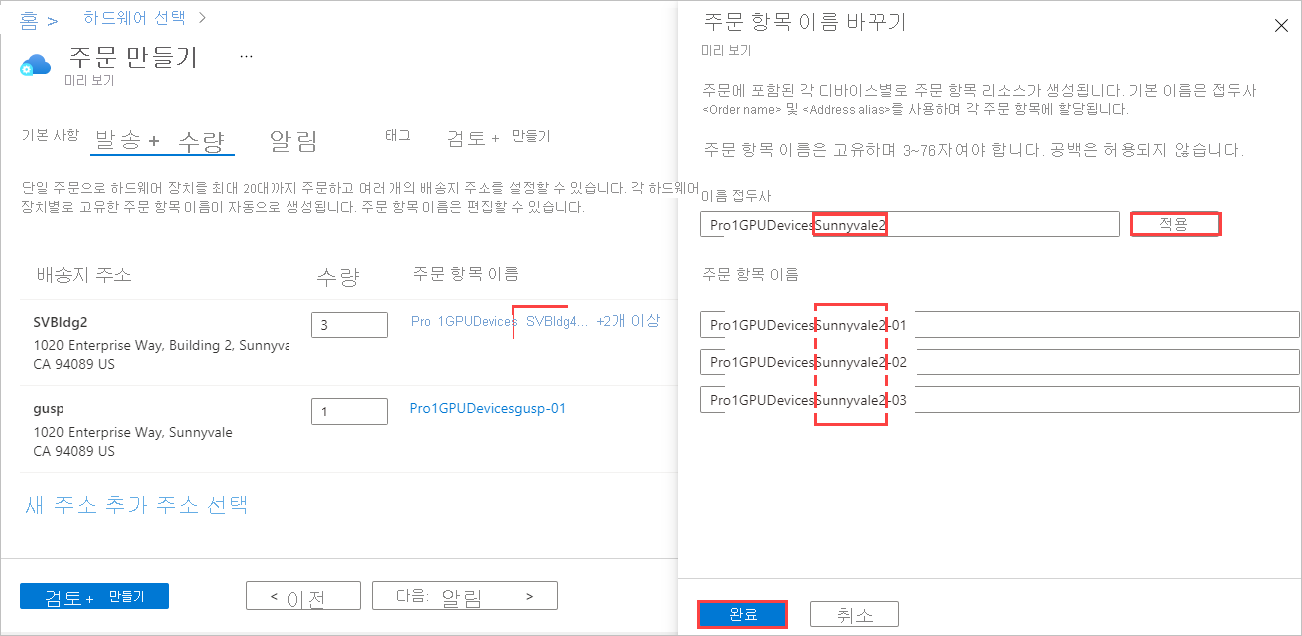 홈 > 하드웨어 선택 >
주문 만들기 ...
미리 보기
기본 사항 발송 + 수량 알림 태그 검토 + 만들기
단일 주문으로 하드웨어 장치를 최대 20대까지 주문하고 여러 개의 배송지 주소를 설정할 수 있습니다. 각 하드웨어
장치별로 고유한 주문 항목 이름이 자동으로 생성됩니다. 주문 항목 이름은 편집할 수 있습니다.
배송지 주소 수량 주문 항목 이름
SVBldg2 3 Pro 1GPUDevices SVBldg4... +2개 이상
1020 Enterprise Way, Building 2, Sunnyva
CA 94089 US
gusp 1 Pro1GPUDevicesgusp-01
1020 Enterprise Way, Sunnyvale
CA 94089 US
새 주소 추가 주소 선택
검토 + 만들기 < 이전 다음: 알림 >
주문 항목 이름 바꾸기
미리 보기
주문에 포함된 각 디바이스별로 주문 항목 리소스가 생성됩니다. 기본 이름은 접두사
<Order name> 및 <Address alias>를 사용하며 각 주문 항목에 할당됩니다.
주문 항목 이름은 고유하며 3~76자여야 합니다. 공백은 허용되지 않습니다.
이름 접두사
Pro1GPUDevicesSunnyvale2 적용
주문 항목 이름
Pro1GPUDevicesSunnyvale2-01
Pro1GPUDevicesSunnyvale2-02
Pro1GPUDevicesSunnyvale2-03
완료 취소